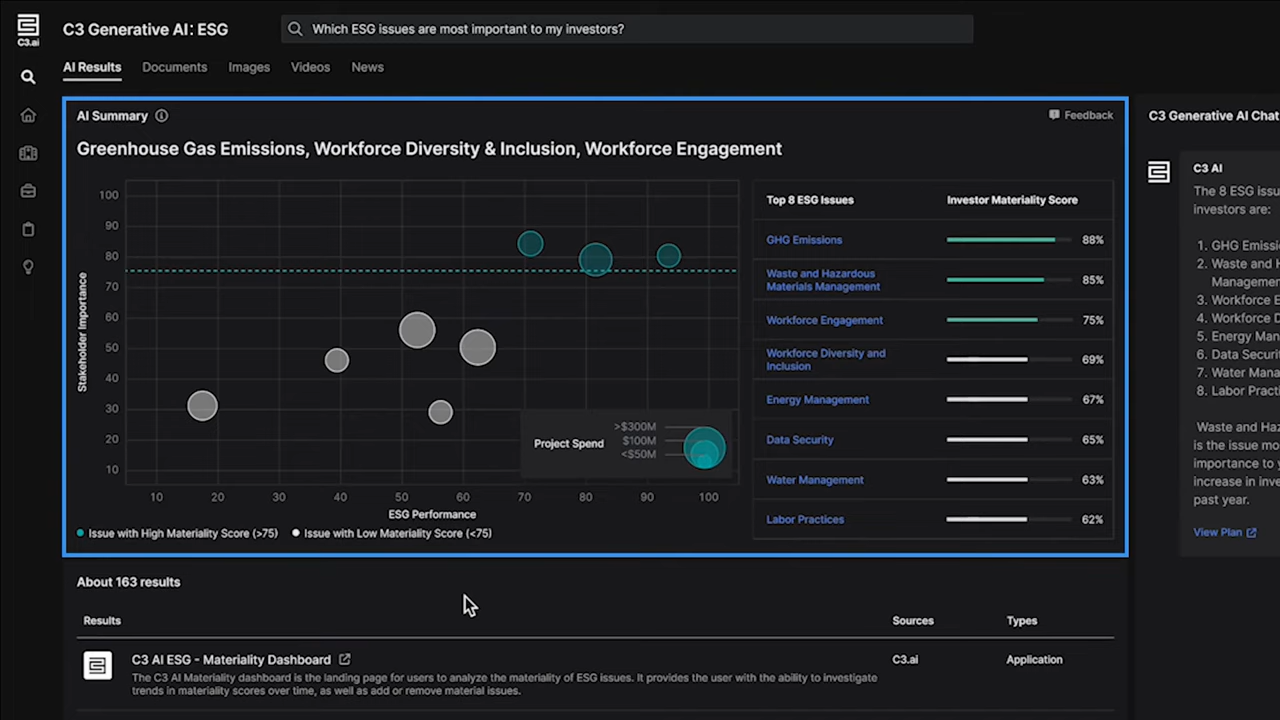 C3.ai
C3 Generative AI: ESG
Which ESG issues are most important to my investors?
AI Results
Documents
Images
Videos
News
AI Summary
Feedback
Greenhouse Gas Emissions, Workforce Diversity & Inclusion, Workforce Engagement
Stakeholder Importance
100
90
80
70
60
50
40
30
20
10
10
20
30
40
50
60
70
80
90
100
ESG Performance
Project Spend
>$300M
$100M
<$50M
Issue with High Materiality Score (>75)
Issue with Low Materiality Score (<75)
Top 8 ESG Issues
Investor Materiality Score
GHG Emissions
88%
Waste and Hazardous
Materials Management
85%
Workforce Engagement
75%
Workforce Diversity and
Inclusion
69%
Energy Management
67%
Data Security
65%
Water Management
63%
Labor Practices
62%
C3 Generative AI Chat
C3 AI
The 8 ESG issu
investors are:
1. GHG Emissi
2. Waste and H
Management
3. Workforce E
4. Workforce D
5. Energy Man
6. Data Securi
7. Water Mana
8. Labor Practi
Waste and Haz
is the issue mo
importance to y
increase in inve
past year.
View Plan
About 163 results
Results
Sources
Types
C3 AI ESG - Materiality Dashboard
The C3 AI Materiality dashboard is the landing page for users to analyze the materiality of ESG issues. It provides the user with the ability to investigate
trends in materiality scores over time, as well as add or remove material issues.
C3.ai
Application